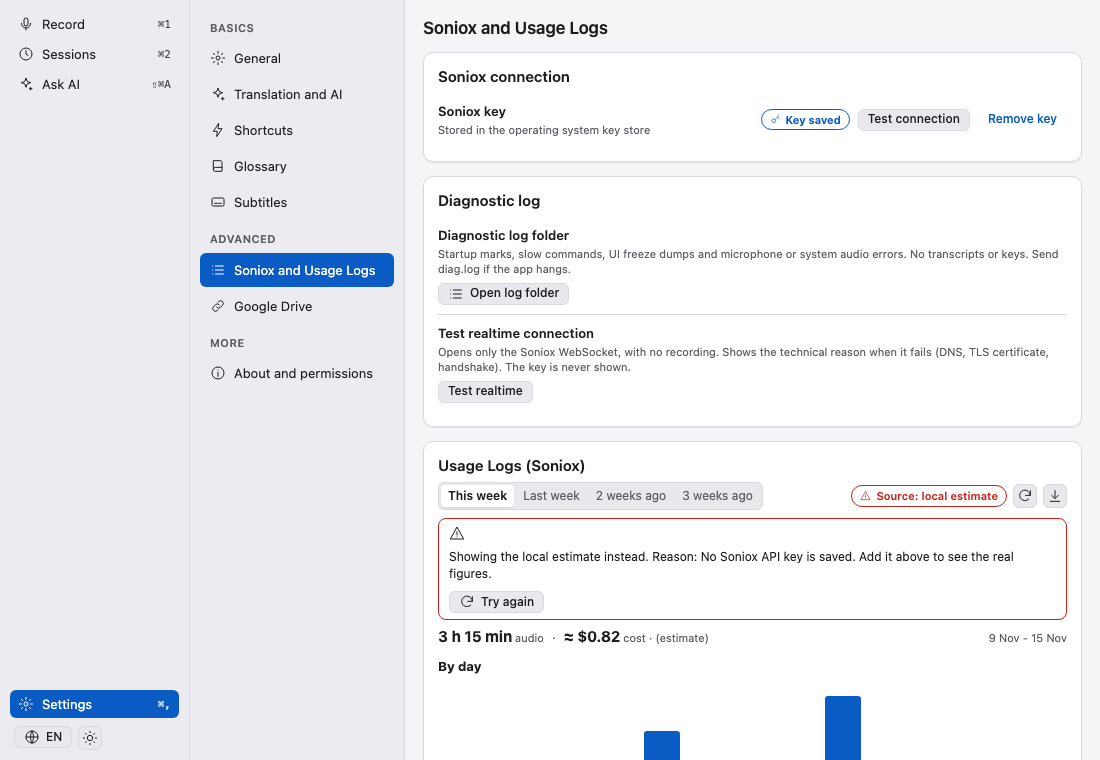 Record ⌘1
Sessions ⌘2
Ask AI ⇧⌘A
Settings ⌘,
EN
BASICS
General
Translation and AI
Shortcuts
Glossary
Subtitles
ADVANCED
Soniox and Usage Logs
Google Drive
MORE
About and permissions
Soniox and Usage Logs
Soniox connection
Soniox key
Stored in the operating system key store
Key saved
Test connection
Remove key
Diagnostic log
Diagnostic log folder
Startup marks, slow commands, UI freeze dumps and microphone or system audio errors. No transcripts or keys. Send
diag.log if the app hangs.
Open log folder
Test realtime connection
Opens only the Soniox WebSocket, with no recording. Shows the technical reason when it fails (DNS, TLS certificate,
handshake). The key is never shown.
Test realtime
Usage Logs (Soniox)
This week Last week 2 weeks ago 3 weeks ago
Source: local estimate
Showing the local estimate instead. Reason: No Soniox API key is saved. Add it above to see the real
figures.
Try again
3 h 15 min audio · ≈ $0.82 cost · (estimate)
9 Nov - 15 Nov
By day